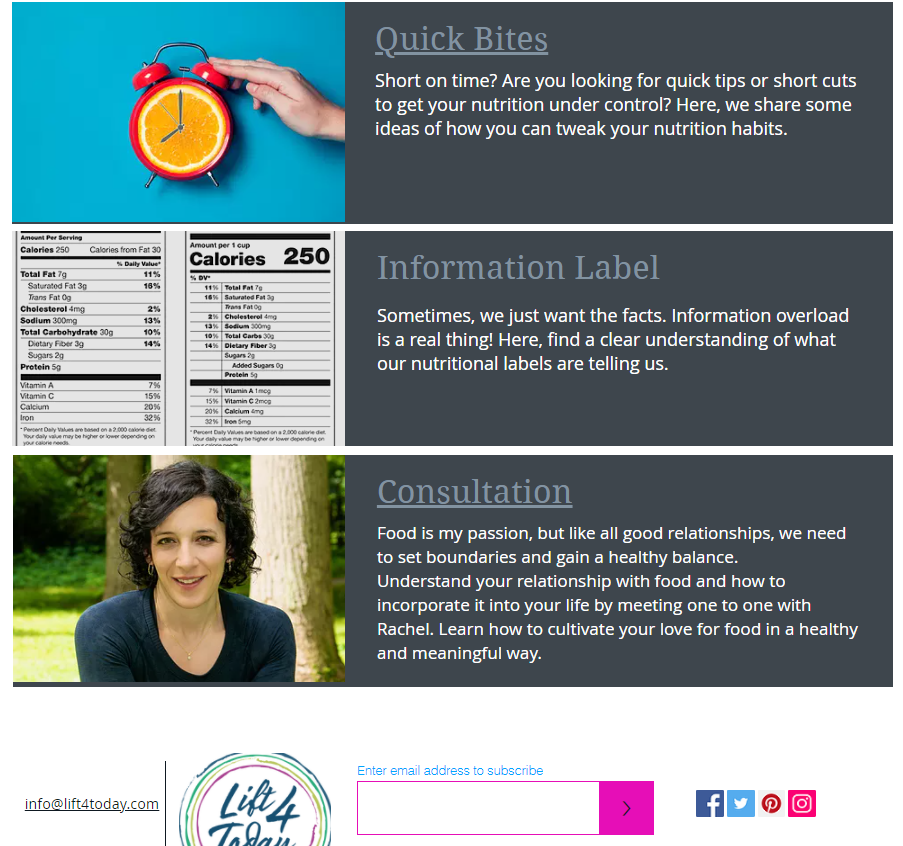 Quick Bites
Short on time? Are you looking for quick tips or short cuts
to get your nutrition under control? Here, we share some
ideas of how you can tweak your nutrition habits.
Amount Per Serving
Calories 250 Calories from Fat 30
% Daily Value*
Total Fat 7g 11%
Saturated Fat 3g 16%
Trans Fat 0g
Cholesterol 4mg 2%
Sodium 300mg 13%
Total Carbohydrate 30g 10%
Dietary Fiber 3g 14%
Sugars 2g
Protein 5g
Vitamin A 7%
Vitamin C 15%
Calcium 20%
Iron 32%
* Percent Daily Values are based on a 2,000 calorie diet.
Your daily value may be higher or lower depending on
your calorie needs.
Amount per 1 cup
Calories 250
% DV*
11% Total Fat 7g
16% Saturated Fat 3g
Trans Fat 0g
2% Cholesterol 4mg
13% Sodium 300mg
10% Total Carbs 30g
14% Dietary Fiber 3g
Sugars 2g
Added Sugars 0g
Protein 5g
7% Vitamin A 1mcg
15% Vitamin C 2mcg
20% Calcium 4mg
32% Iron 5mg
* Percent Daily Values are based on a 2,000 calorie diet.
Your daily value may be higher or lower depending on
your calorie needs.
Information Label
Sometimes, we just want the facts. Information overload
is a real thing! Here, find a clear understanding of what
our nutritional labels are telling us.
Consultation
Food is my passion, but like all good relationships, we need
to set boundaries and gain a healthy balance.
Understand your relationship with food and how to
incorporate it into your life by meeting one to one with
Rachel. Learn how to cultivate your love for food in a healthy
and meaningful way.
info@lift4today.com
Lift 4
Today
Enter email address to subscribe